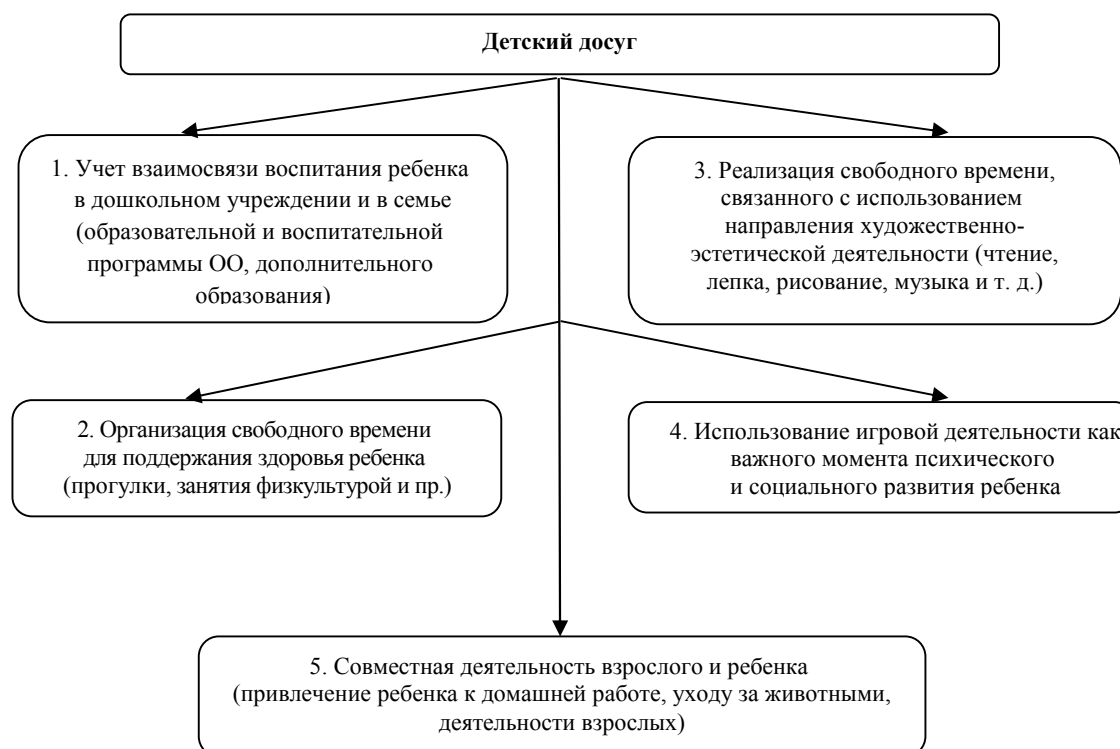 Детский досуг
1. Учет взаимосвязи воспитания ребенка
в дошкольном учреждении и в семье
(образовательной и воспитательной
программы ОО, дополнительного
образования)
3. Реализация свободного времени,
связанного с использованием
направления художественно-
эстетической деятельности (чтение,
лепка, рисование, музыка и т. д.)
2. Организация свободного времени
для поддержания здоровья ребенка
(прогулки, занятия физкультурой и пр.)
4. Использование игровой деятельности как
важного момента психического
и социального развития ребенка
5. Совместная деятельность взрослого и ребенка
(привлечение ребенка к домашней работе, уходу за животными,
деятельности взрослых)